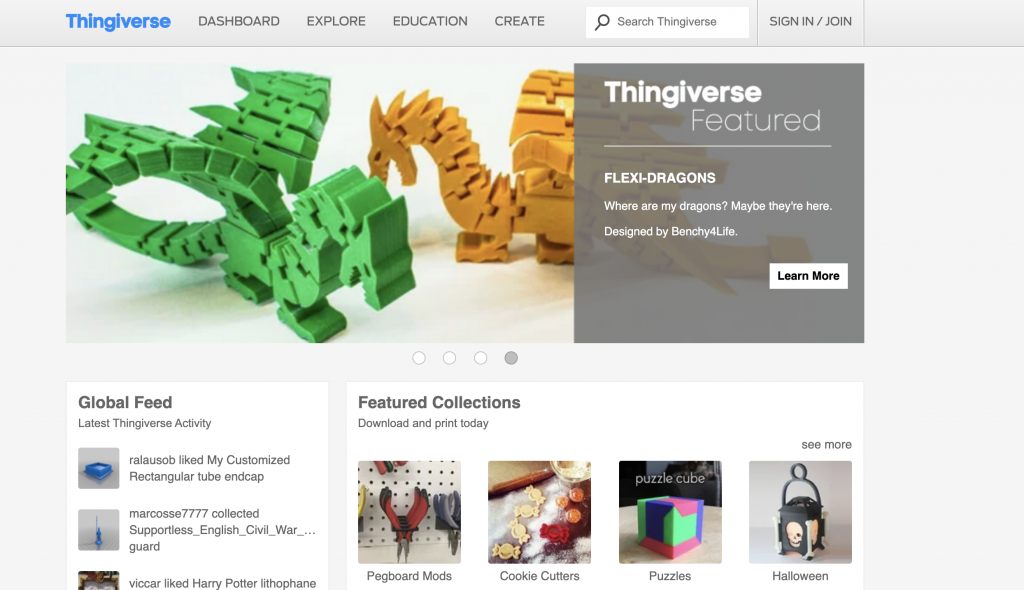 Thingiverse DASHBOARD EXPLORE EDUCATION CREATE Search Thingiverse SIGN IN / JOIN
Thingiverse
Featured
FLEXI-DRAGONS
Where are my dragons? Maybe they're here.
Designed by Benchy4Life.
Learn More
Global Feed
Latest Thingiverse Activity
ralausob liked My Customized
Rectangular tube endcap
marcosse7777 collected
Supportless_English_Civil_War_…
guard
viccar liked Harry Potter lithophane
Featured Collections
Download and print today
see more
puzzle cube
Pegboard Mods Cookie Cutters Puzzles Halloween